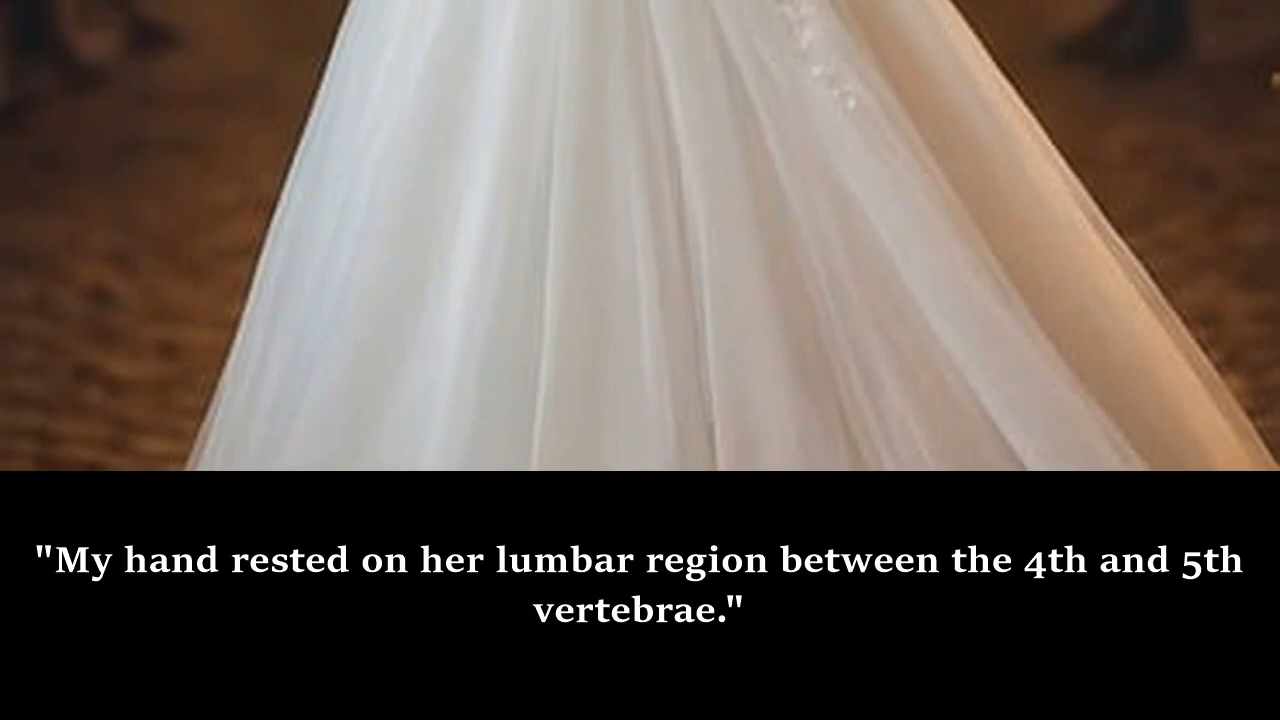 "My hand rested on her lumbar region between the 4th and 5th
vertebrae."